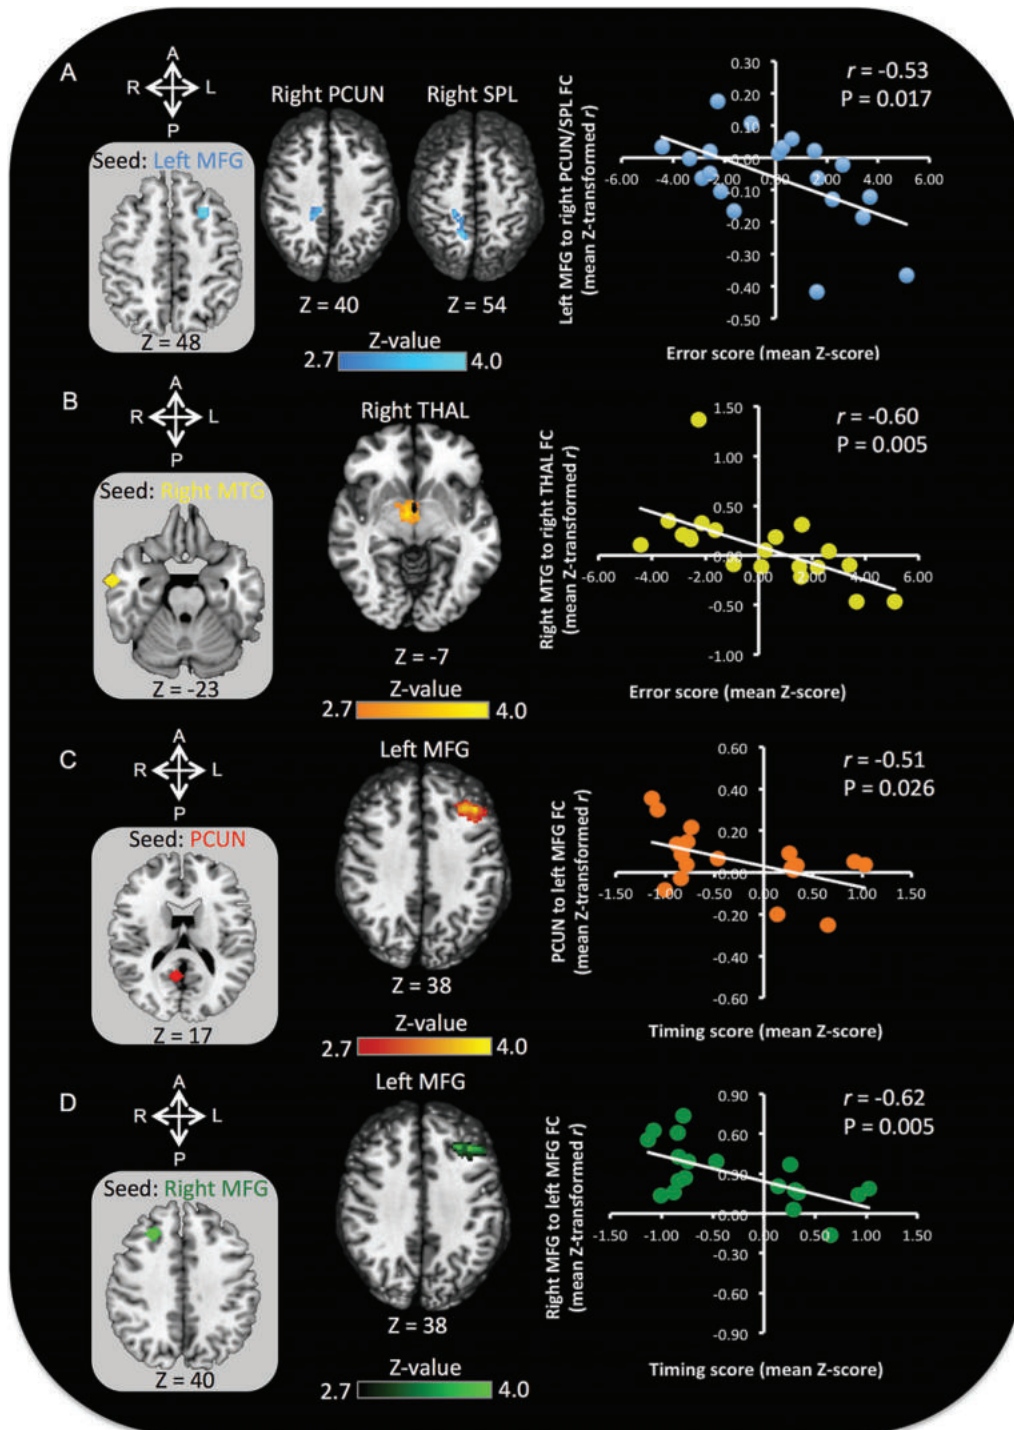 A
A
R L
P
Seed: Left MFG
Z = 48
Right PCUN Right SPL
Z = 40 Z = 54
Z-value
2.7 4.0
Left MFG to right PCUN/SPL FC
(mean Z-transformed r)
0.30
0.20
0.10
0.00
-0.10
-0.20
-0.30
-0.40
-0.50
-6.00 -4.00 -2.00 0.00 2.00 4.00 6.00
r = -0.53
P = 0.017
Error score (mean Z-score)
B
A
R L
P
Seed: Right MTG
Z = -23
Right THAL
Z = -7
Z-value
2.7 4.0
Right MTG to right THAL FC
(mean Z-transformed r)
1.50
1.00
0.50
0.00
-0.50
-1.00
-6.00 -4.00 -2.00 0.00 2.00 4.00 6.00
r = -0.60
P = 0.005
Error score (mean Z-score)
C
A
R L
P
Seed: PCUN
Z = 17
Left MFG
Z = 38
Z-value
2.7 4.0
PCUN to left MFG FC
(mean Z-transformed r)
0.60
0.40
0.20
0.00
-0.20
-0.40
-0.60
-1.50 -1.00 -0.50 0.00 0.50 1.00 1.50
r = -0.51
P = 0.026
Timing score (mean Z-score)
D
A
R L
P
Seed: Right MFG
Z = 40
Left MFG
Z = 38
Z-value
2.7 4.0
Right MFG to left MFG FC
(mean Z-transformed r)
0.90
0.60
0.30
0.00
-0.30
-0.60
-0.90
-1.50 -1.00 -0.50 0.00 0.50 1.00 1.50
r = -0.62
P = 0.005
Timing score (mean Z-score)